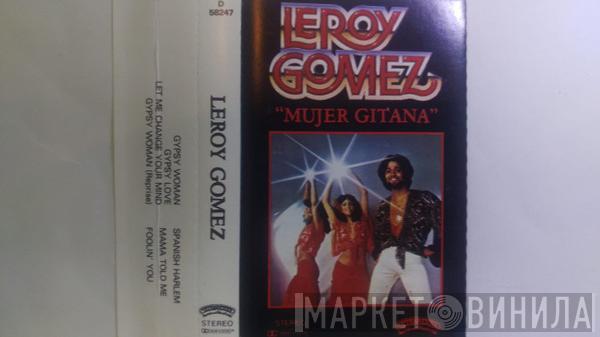 D
58247
LEROY GOMEZ
GYPSY WOMAN
GYPSY LOVE
LET ME CHANGE YOUR MIND
GYPSY WOMAN (Reprise)
SPANISH HARLEM
MAMA TOLD ME
FOOLIN' YOU
STEREO
LEROY
GOMEZ
"MUJER GITANA"
STEREO
МАРКЕТ ВИНИЛА